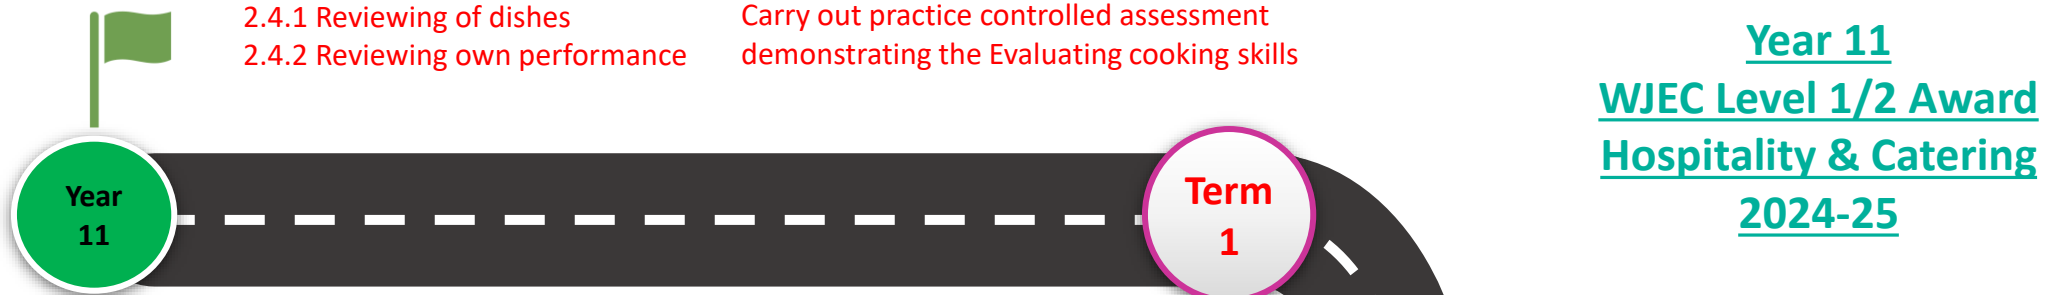 2.4.1 Reviewing of dishes
2.4.2 Reviewing own performance
Carry out practice controlled assessment
demonstrating the Evaluating cooking skills
Year 11
WJEC Level 1/2 Award
Hospitality & Catering
2024-25
Year
11
Term
1